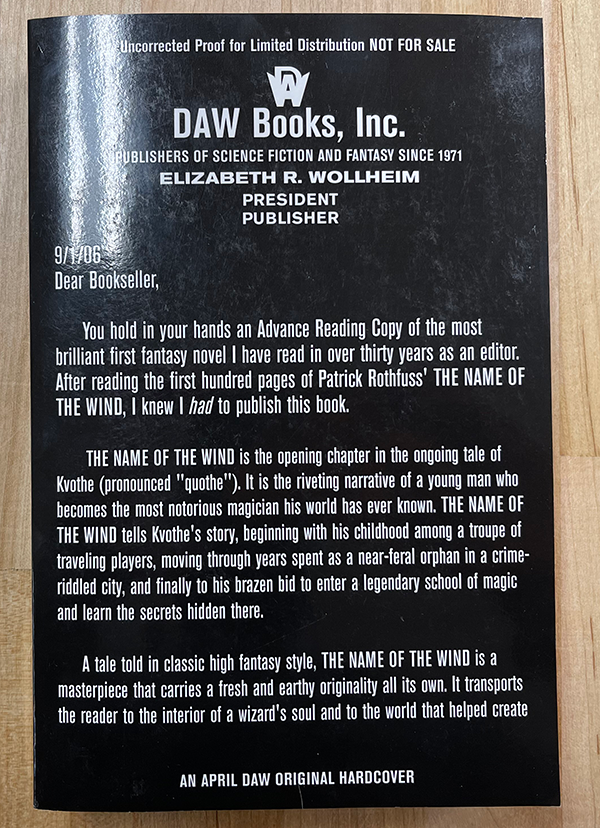 Uncorrected Proof for Limited Distribution NOT FOR SALE
DAW
DAW Books, Inc.
PUBLISHERS OF SCIENCE FICTION AND FANTASY SINCE 1971
ELIZABETH R. WOLLHEIM
PRESIDENT
PUBLISHER
9/1/06
Dear Bookseller,
You hold in your hands an Advance Reading Copy of the most
brilliant first fantasy novel I have read in over thirty years as an editor.
After reading the first hundred pages of Patrick Rothfuss' THE NAME OF
THE WIND, I knew I had to publish this book.
THE NAME OF THE WIND is the opening chapter in the ongoing tale of
Kvothe (pronounced "quothe"). It is the riveting narrative of a young man who
becomes the most notorious magician his world has ever known. THE NAME OF
THE WIND tells Kvothe's story, beginning with his childhood among a troupe of
traveling players, moving through years spent as a near-feral orphan in a crime-
riddled city, and finally to his brazen bid to enter a legendary school of magic
and learn the secrets hidden there.
A tale told in classic high fantasy style, THE NAME OF THE WIND is a
masterpiece that carries a fresh and earthy originality all its own. It transports
the reader to the interior of a wizard's soul and to the world that helped create
AN APRIL DAW ORIGINAL HARDCOVER